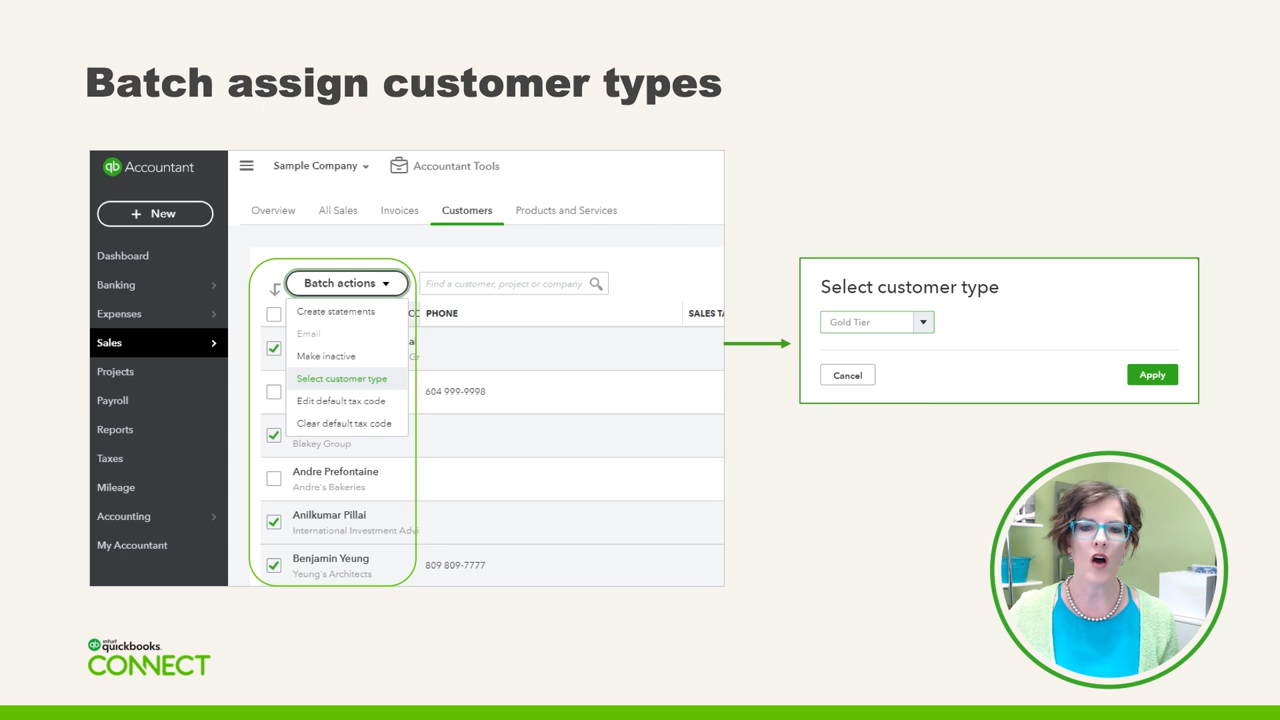 Batch assign customer types
qb Accountant
Sample Company
Accountant Tools
+ New
Overview
All Sales
Invoices
Customers
Products and Services
Dashboard
Banking
Expenses
Sales
Projects
Payroll
Reports
Taxes
Mileage
Accounting
My Accountant
Batch actions
Find a customer, project or company
Create statements
Email
Make inactive
Select customer type
Edit default tax code
Clear default tax code
PHONE
SALES
604 999-9998
Blakey Group
Andre Prefontaine
Andre's Bakeries
Anilkumar Pillai
International Investment
Benjamin Yeung
Yeung's Architects
809 809-7777
Select customer type
Gold Tier
Cancel
Apply
qb intuit
quickbooks.
CONNECT